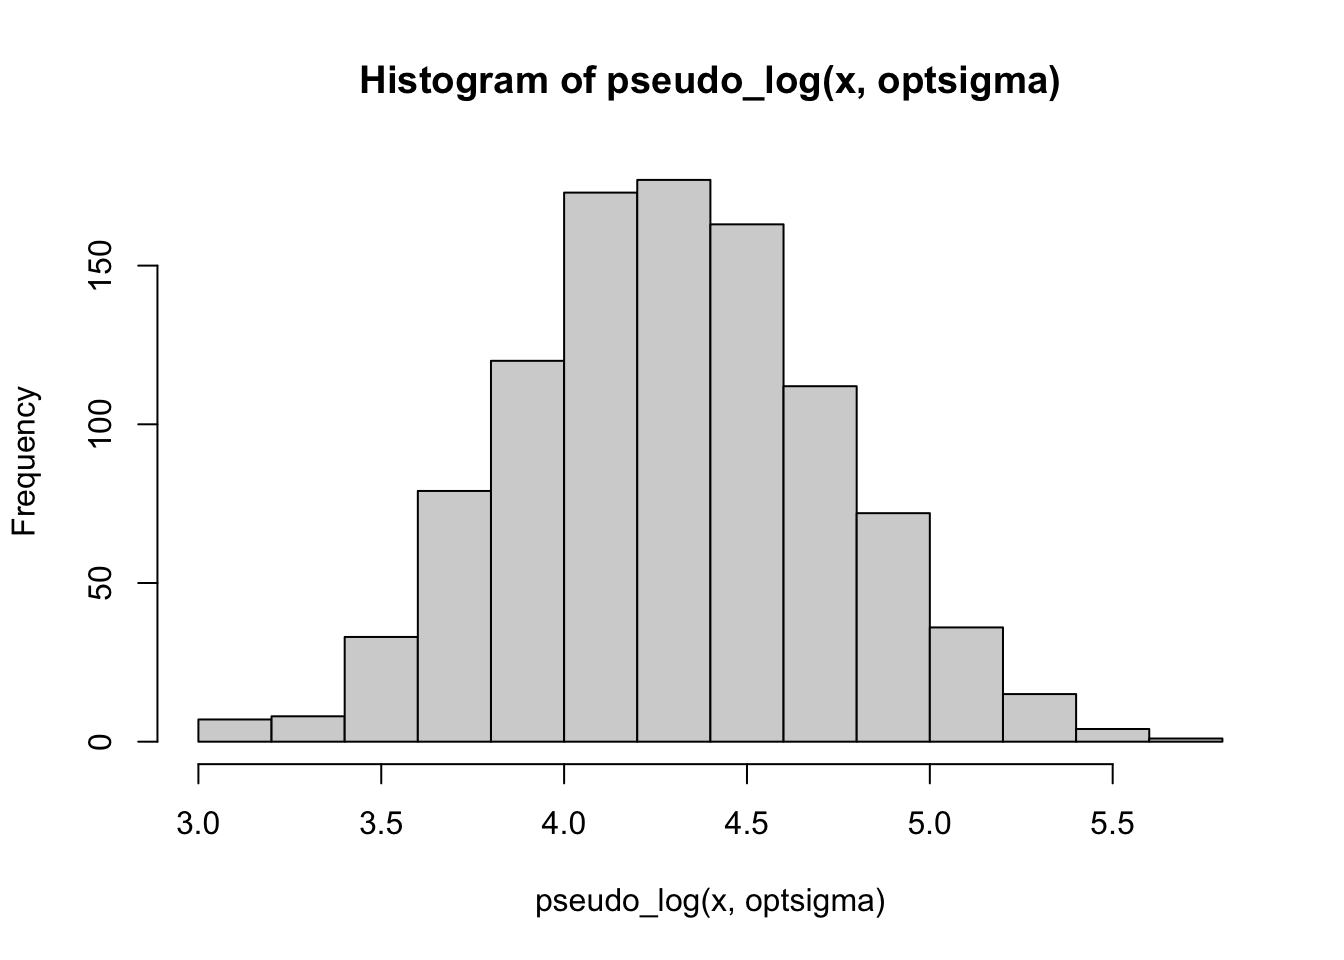 Histogram of pseudo_log(x, optsigma)
Frequency
150
100
50
0
3.0 3.5 4.0 4.5 5.0 5.5
pseudo_log(x, optsigma)